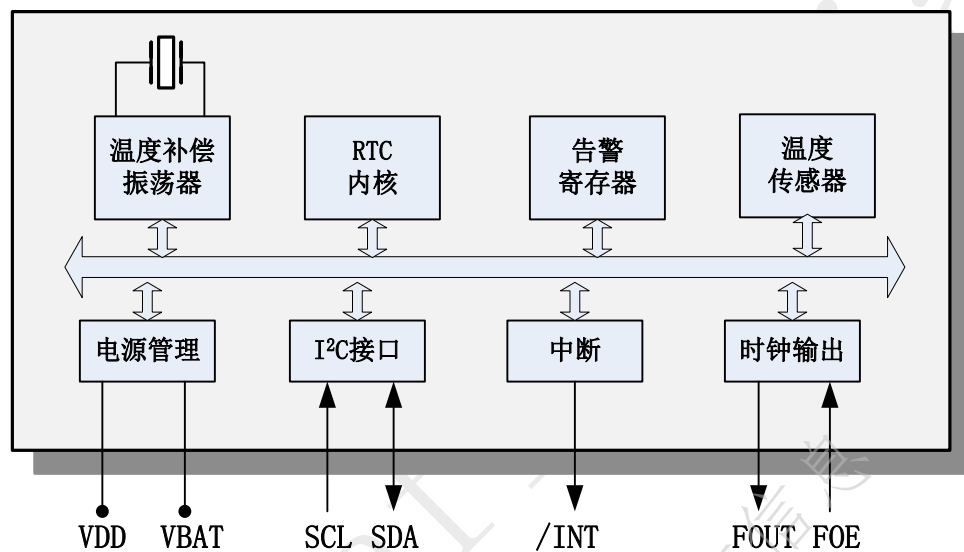 温度补偿
振荡器
RTC
内核
告警
寄存器
温度
传感器
电源管理
I²C接口
中断
时钟输出
VDD VBAT SCL SDA /INT FOUT FOE
信息